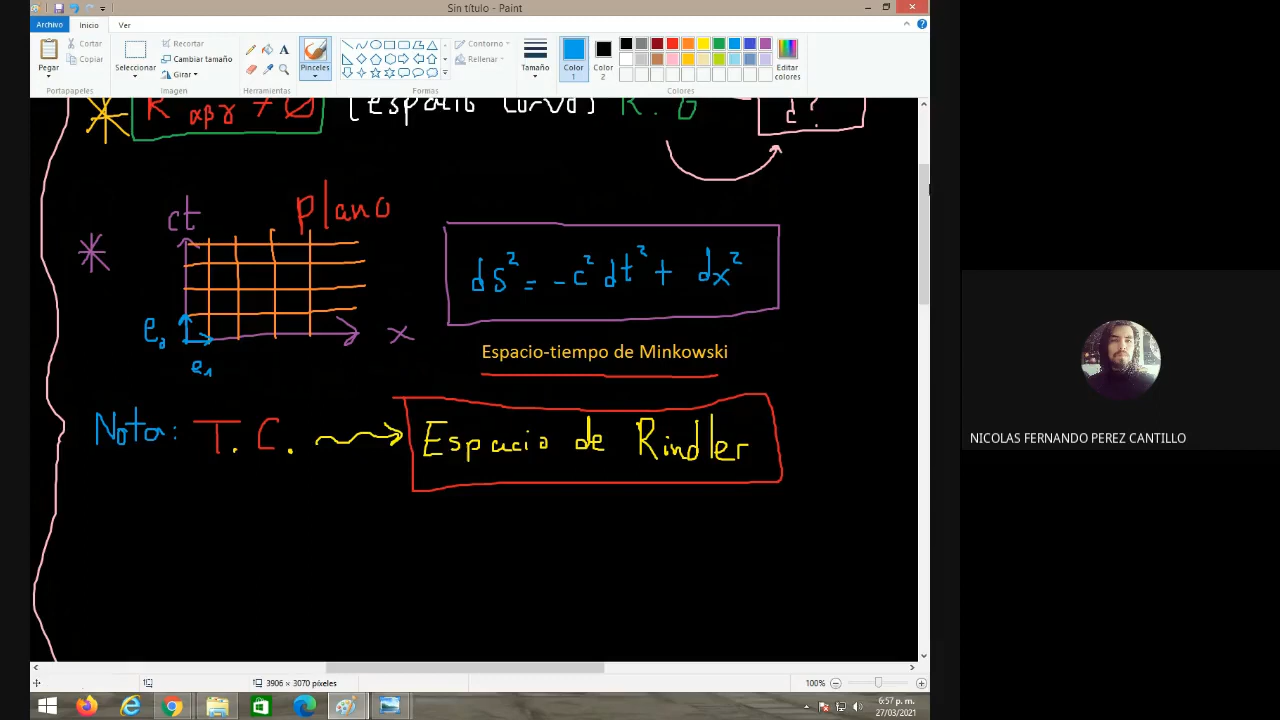 Sin título - Paint
Archivo Inicio Ver
Pegar
Cortar
Copiar
Portapapeles
Seleccionar
Recortar
Cambiar tamaño
Girar
Imagen
Herramientas
Pinceles
Formas
Contorno
Rellenar
Tamaño
Color 1
Color 2
Editar colores
Colores
R αβγ ≠ 0 [espacio curvo]
ct
plano
ds² = -c² dt² + dx²
x
e₁
Espacio-tiempo de Minkowski
Nota: T. C. Espacio de Rindler
NICOLAS FERNANDO PEREZ CANTILLO
3906 × 3070 píxeles
100%
6:57 p. m.
27/03/2021